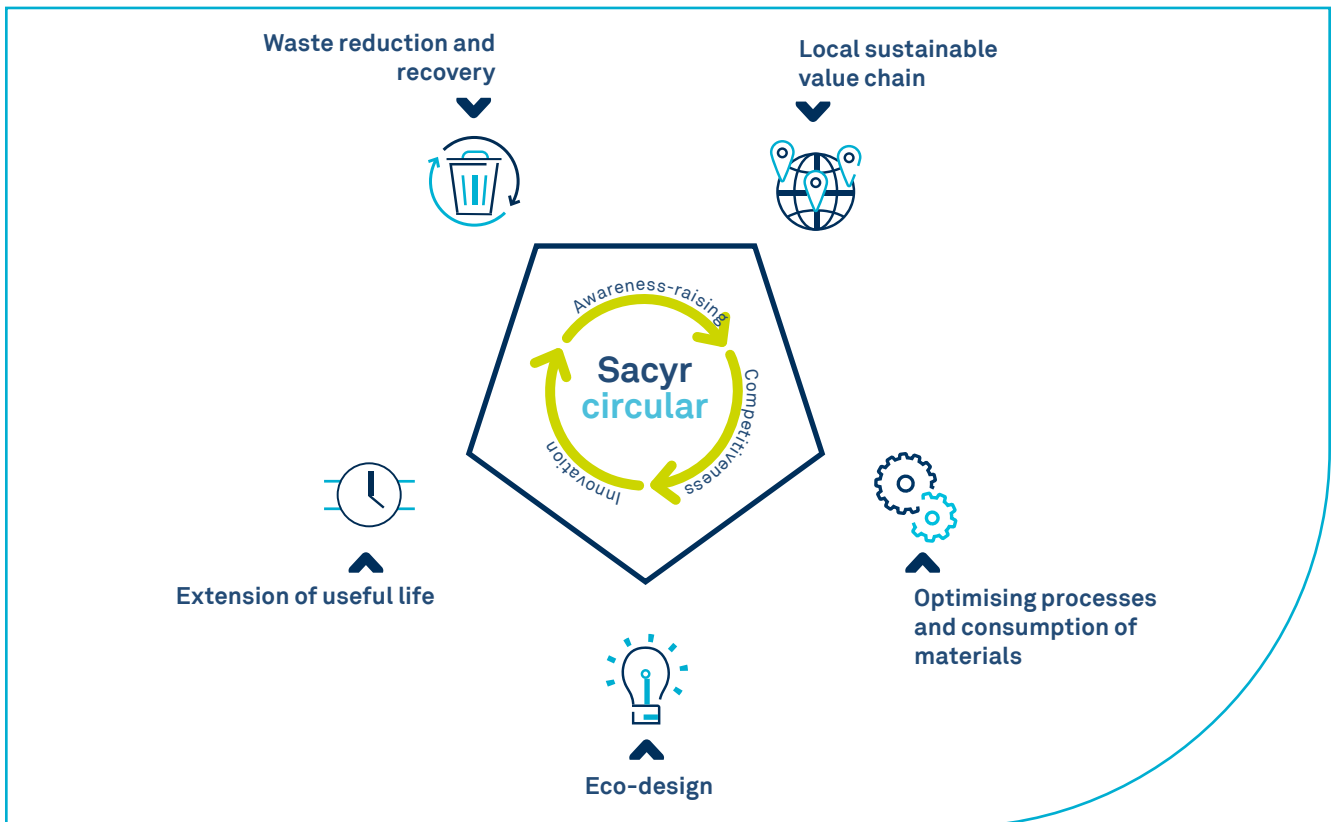 Waste reduction and
recovery
Local sustainable
value chain
Awareness-raising
Competitiveness
Innovation
Sacyr
circular
Extension of useful life
Optimising processes
and consumption of
materials
Eco-design